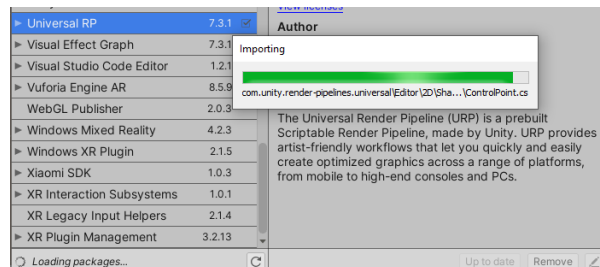 View licenses
Universal RP 7.3.1
Author
Visual Effect Graph 7.3.1
Importing
Visual Studio Code Editor 1.2.1
Vuforia Engine AR 8.5.9
com.unity.render-pipelines.universal\Editor\2D\Sha...\ControlPoint.cs
WebGL Publisher 2.0.3
Windows Mixed Reality 4.2.3
Windows XR Plugin 2.1.5
Xiaomi SDK 1.0.3
XR Interaction Subsystems 1.0.1
XR Legacy Input Helpers 2.1.4
XR Plugin Management 3.2.13
The Universal Render Pipeline (URP) is a prebuilt
Scriptable Render Pipeline, made by Unity. URP provides
artist-friendly workflows that let you quickly and easily
create optimized graphics across a range of platforms,
from mobile to high-end consoles and PCs.
Loading packages...
Up to date Remove